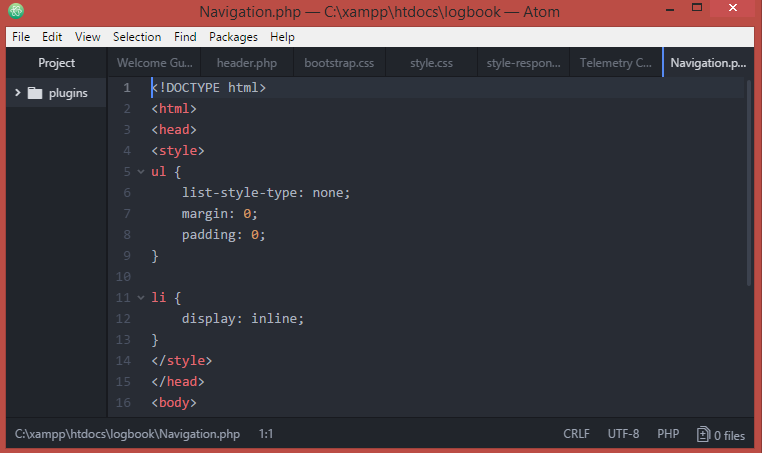 Navigation.php — C:\xampp\htdocs\logbook — Atom
File Edit View Selection Find Packages Help
Project Welcome Gu... header.php bootstrap.css style.css style-respon... Telemetry C... Navigation.p...
plugins
1 <!DOCTYPE html>
2 <html>
3 <head>
4 <style>
5 ul {
6 list-style-type: none;
7 margin: 0;
8 padding: 0;
9 }
10
11 li {
12 display: inline;
13 }
14 </style>
15 </head>
16 <body>
C:\xampp\htdocs\logbook\Navigation.php 1:1 CRLF UTF-8 PHP 0 files